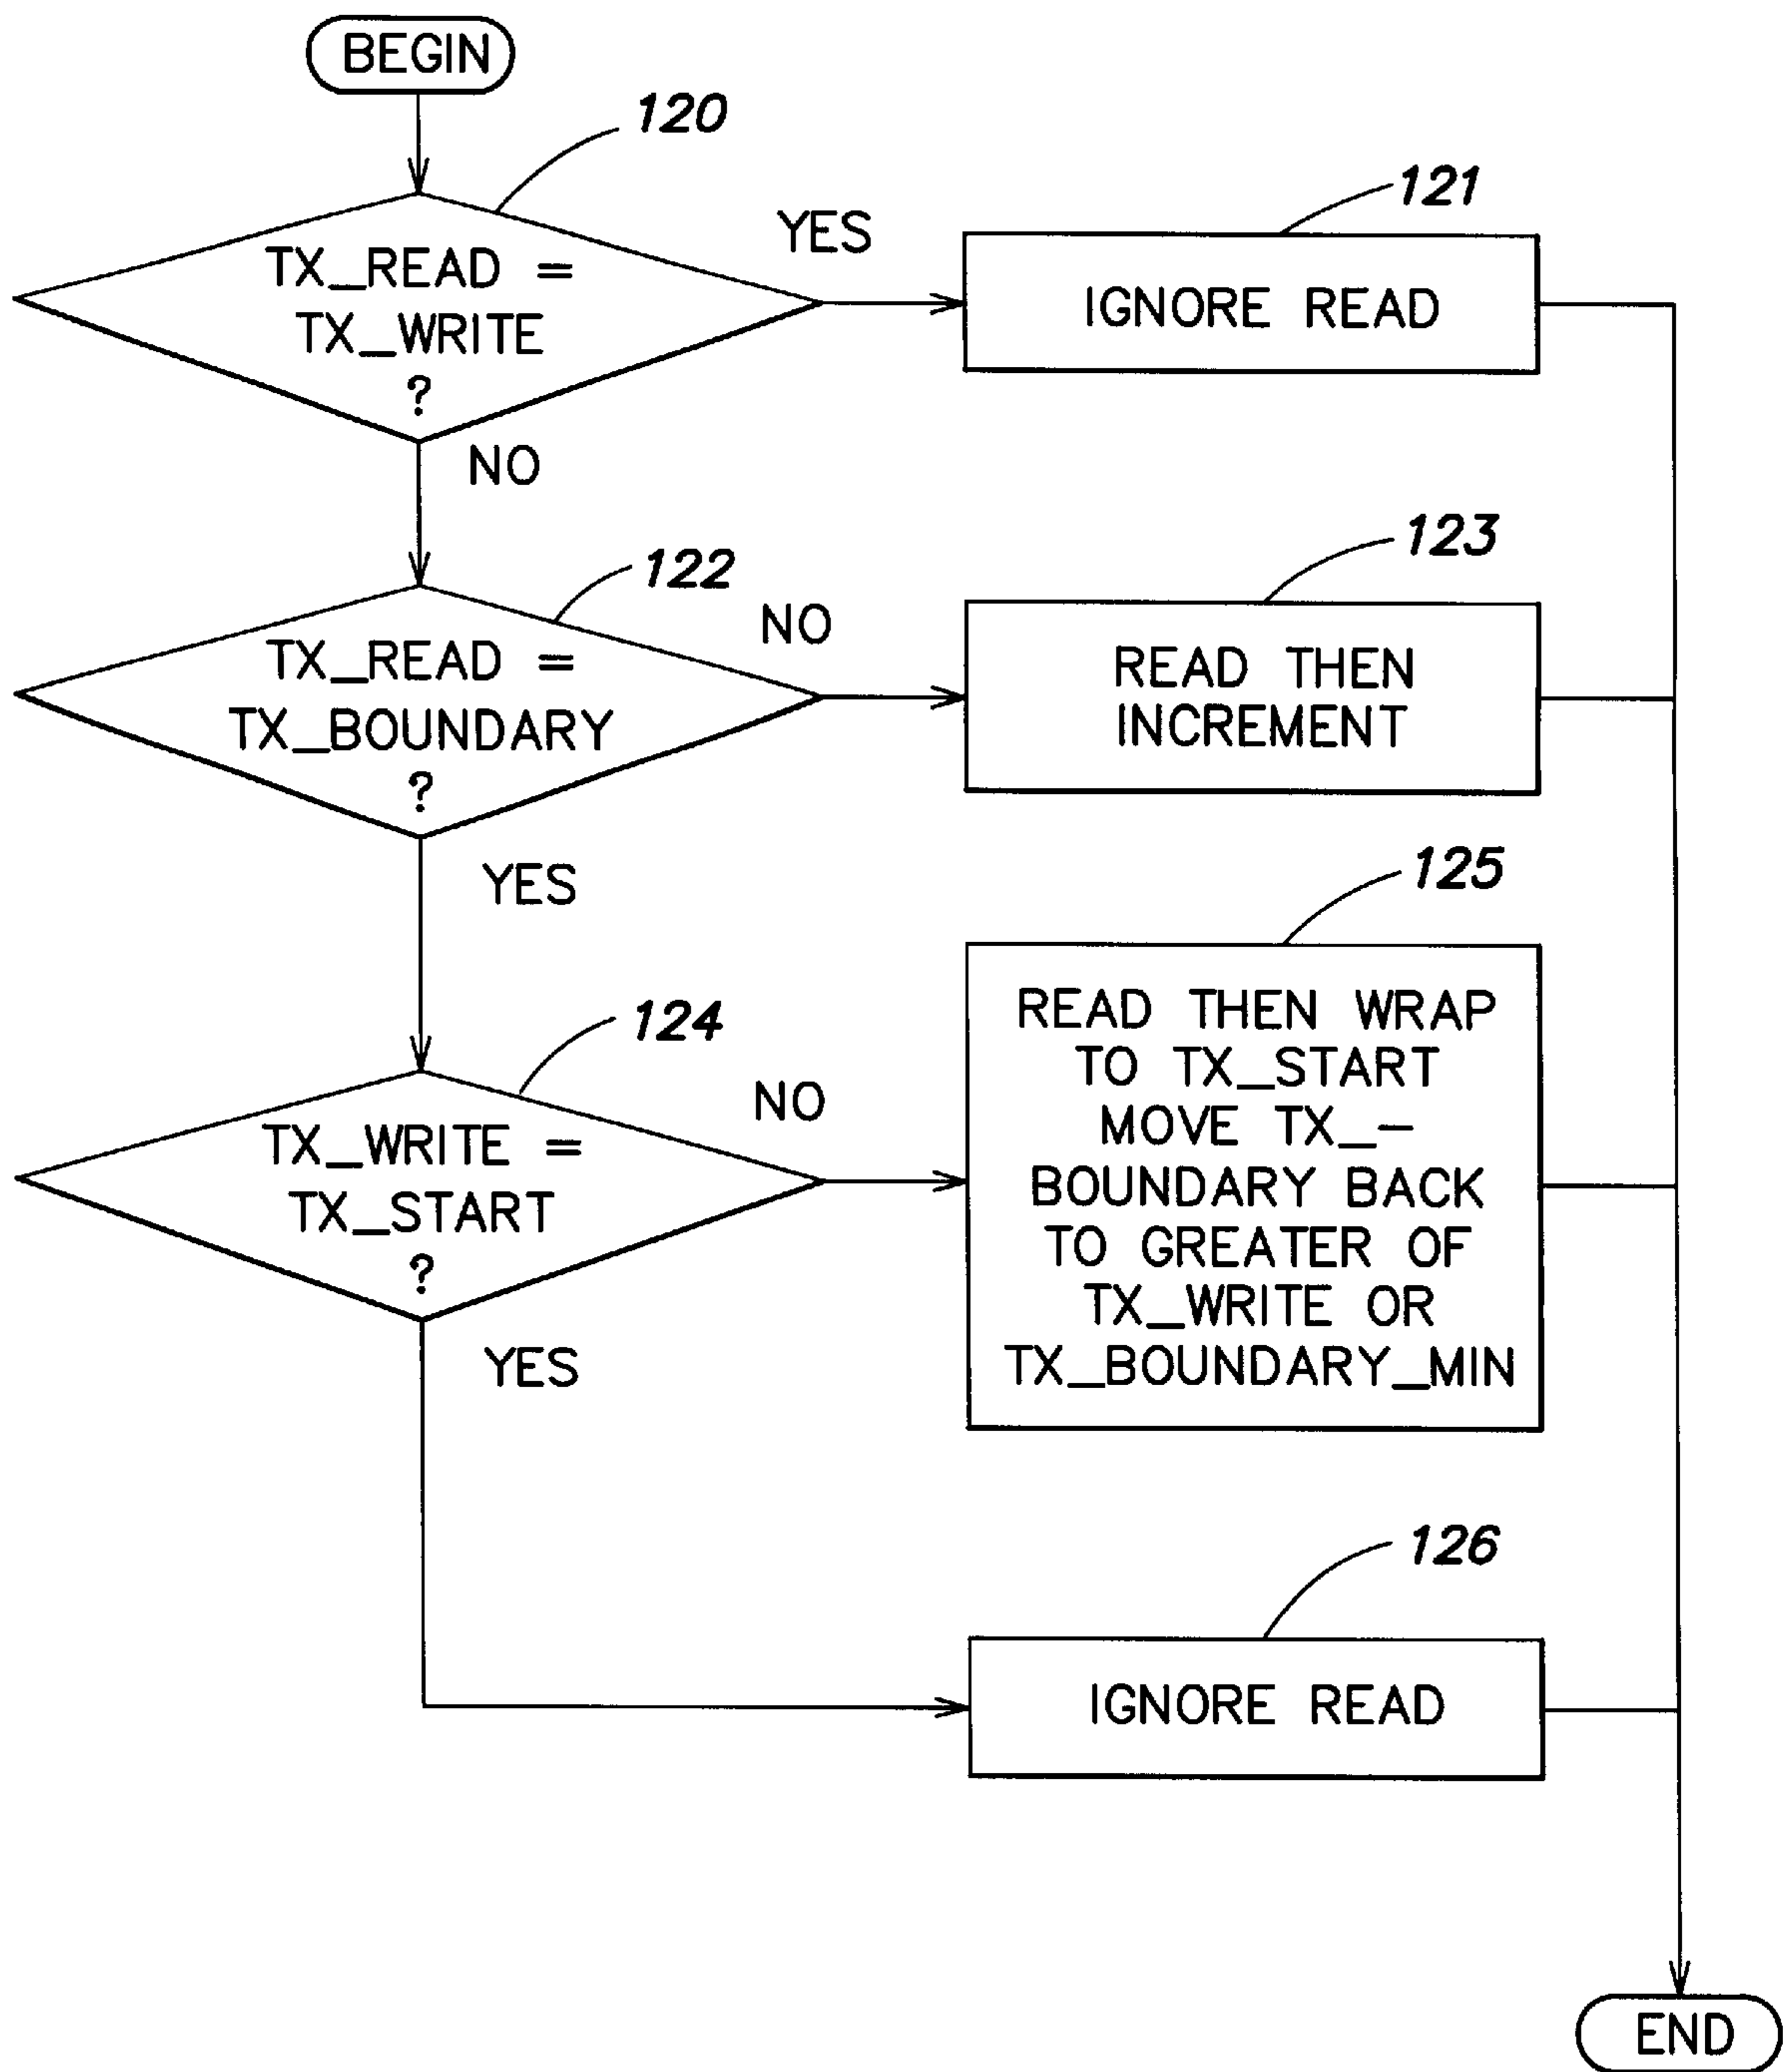 BEGIN
120
TX_READ =
TX_WRITE
?
YES
121
IGNORE READ
NO
122
TX_READ =
TX_BOUNDARY
?
NO
123
READ THEN
INCREMENT
YES
124
TX_WRITE =
TX_START
?
NO
125
READ THEN WRAP
TO TX_START
MOVE TX_-
BOUNDARY BACK
TO GREATER OF
TX_WRITE OR
TX_BOUNDARY_MIN
YES
126
IGNORE READ
END